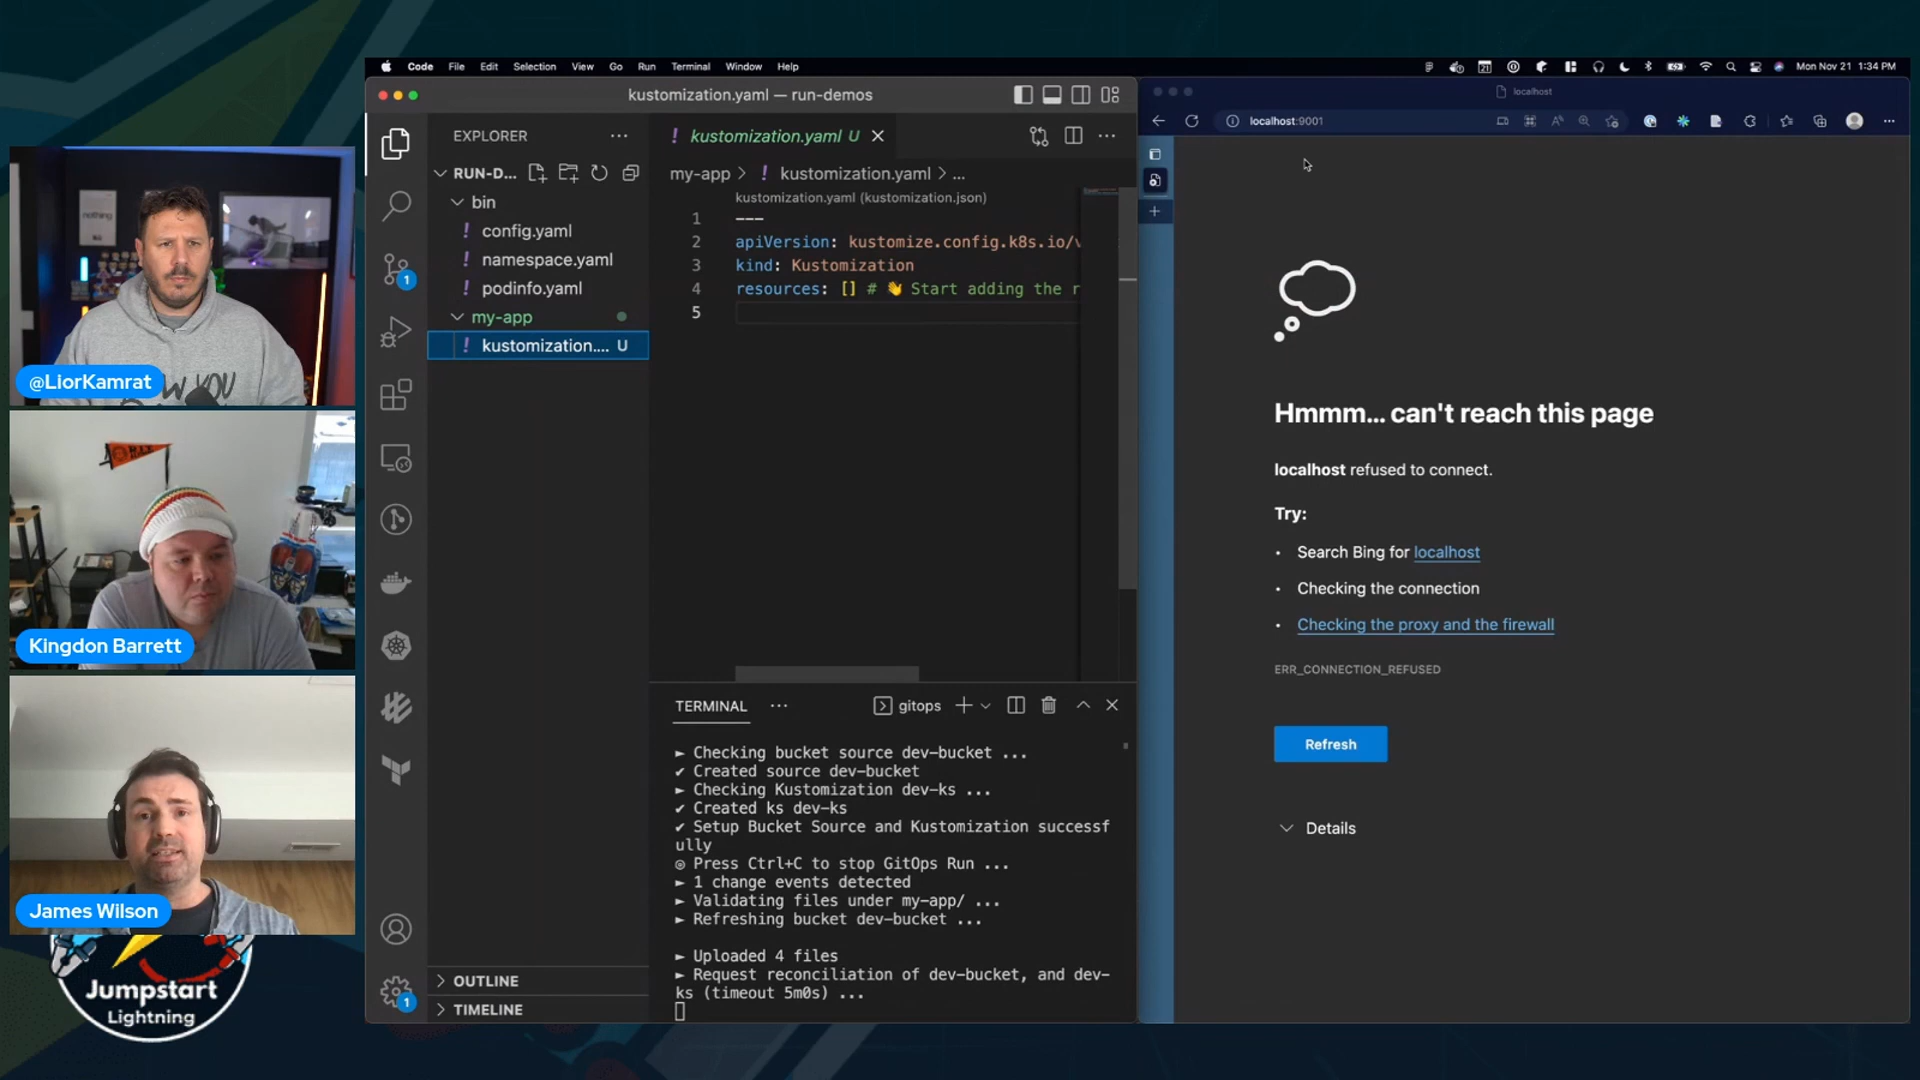 Code File Edit Selection View Go Run Terminal Window Help
Mon Nov 21 1:34 PM
kustomization.yaml — run-demos
localhost
localhost:9001
EXPLORER
RUN-D...
bin
config.yaml
namespace.yaml
podinfo.yaml
my-app
kustomization.... U
1
1
OUTLINE
TIMELINE
kustomization.yaml U
my-app > ! kustomization.yaml > ...
kustomization.yaml (kustomization.json)
1 ---
2 apiVersion: kustomize.config.k8s.io/v
3 kind: Kustomization
4 resources: [] # 👋 Start adding the r
5
TERMINAL
gitops
► Checking bucket source dev-bucket ...
✔ Created source dev-bucket
► Checking Kustomization dev-ks ...
✔ Created ks dev-ks
✔ Setup Bucket Source and Kustomization successf
ully
◎ Press Ctrl+C to stop GitOps Run ...
► 1 change events detected
► Validating files under my-app/ ...
► Refreshing bucket dev-bucket ...
► Uploaded 4 files
► Request reconciliation of dev-bucket, and dev-
ks (timeout 5m0s) ...
Hmmm... can't reach this page
localhost refused to connect.
Try:
• Search Bing for localhost
• Checking the connection
• Checking the proxy and the firewall
ERR_CONNECTION_REFUSED
Refresh
Details
nothing
@LiorKamrat
Kingdon Barrett
James Wilson
Jumpstart
Lightning